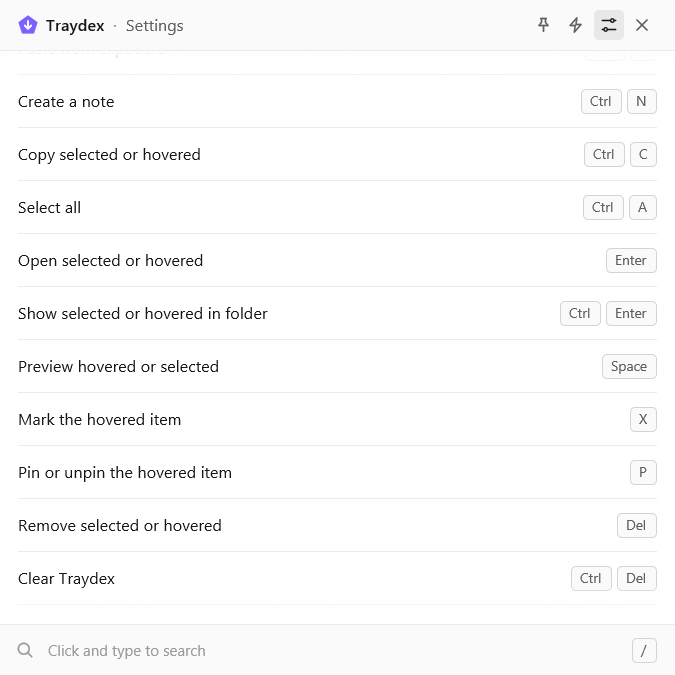 Traydex · Settings
Create a note Ctrl N
Copy selected or hovered Ctrl C
Select all Ctrl A
Open selected or hovered Enter
Show selected or hovered in folder Ctrl Enter
Preview hovered or selected Space
Mark the hovered item X
Pin or unpin the hovered item P
Remove selected or hovered Del
Clear Traydex Ctrl Del
Click and type to search /